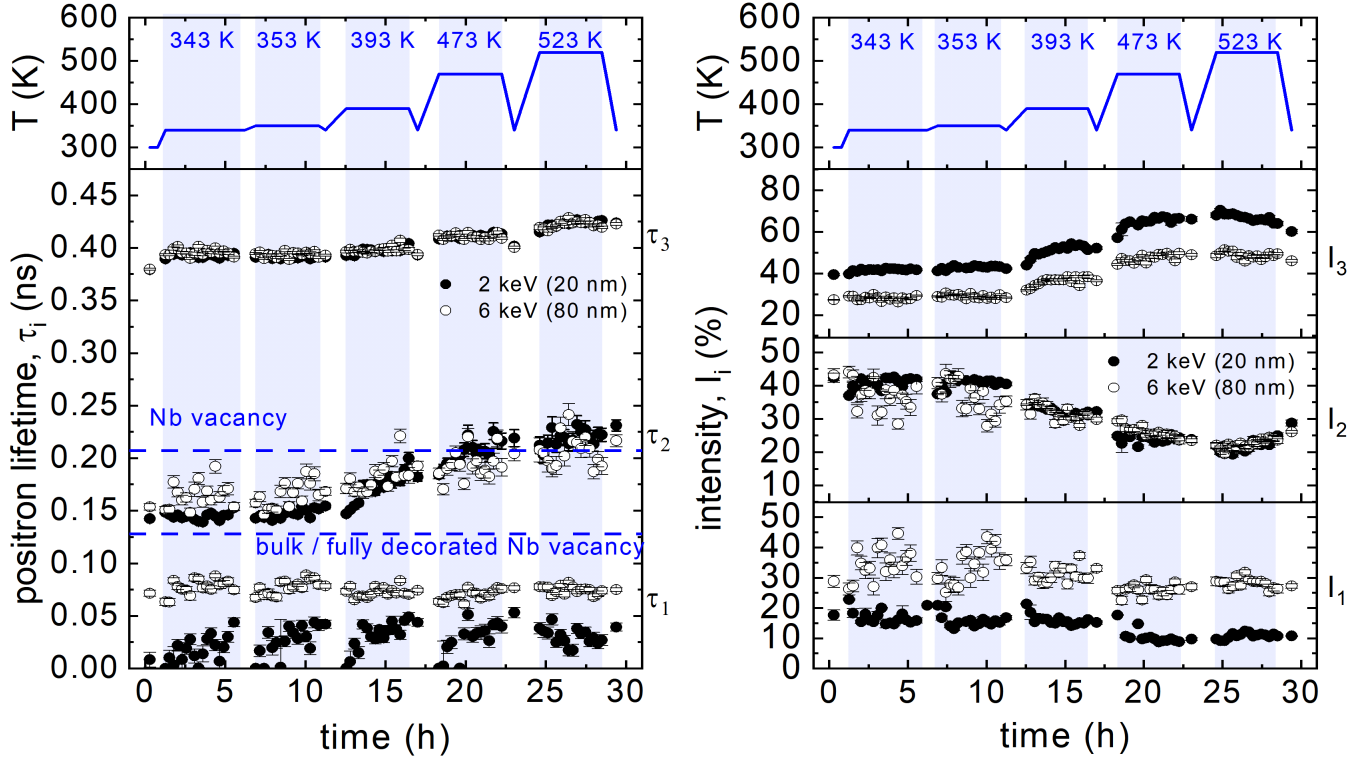 600
500
400
300
T (K)
343 K 353 K 393 K 473 K 523 K
0.45
0.40
0.35
0.30
0.25
0.20
0.15
0.10
0.05
0.00
positron lifetime, τi (ns)
τ3
2 keV (20 nm)
6 keV (80 nm)
Nb vacancy
τ2
bulk / fully decorated Nb vacancy
τ1
0 5 10 15 20 25 30
time (h)
600
500
400
300
T (K)
343 K 353 K 393 K 473 K 523 K
80
60
40
20
I3
intensity, Ii (%)
50
40
30
20
10
2 keV (20 nm)
6 keV (80 nm)
I2
50
40
30
20
10
0
I1
0 5 10 15 20 25 30
time (h)